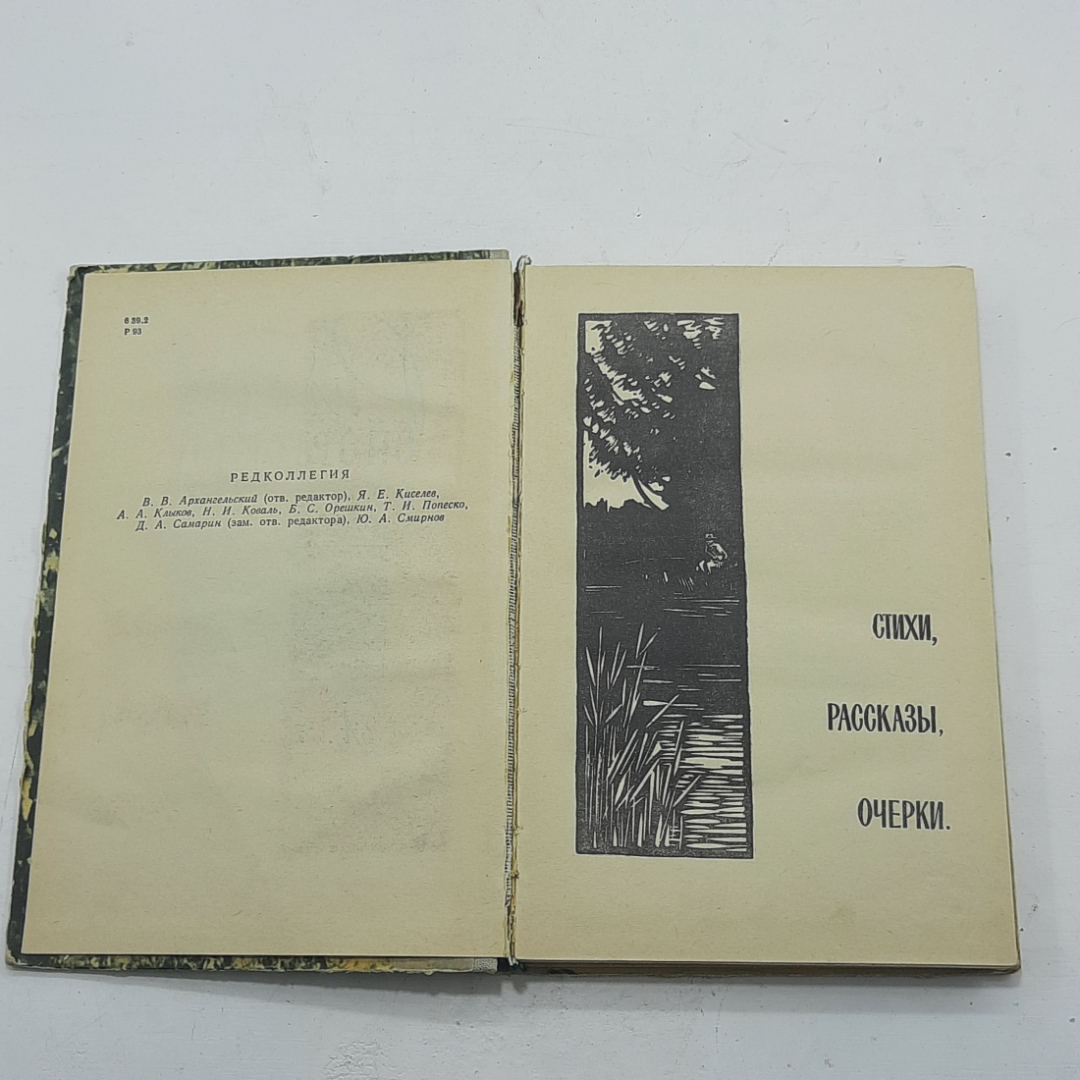 6 39.2
Р 93
РЕДКОЛЛЕГИЯ
В. В. Архангельский (отв. редактор), Я. Е. Киселев,
А. А. Клыков, Н. И. Коваль, Б. С. Орешкин, Т. И. Попеско,
Д. А. Самарин (зам. отв. редактора), Ю. А. Смирнов
СТИХИ,
РАССКАЗЫ,
ОЧЕРКИ.